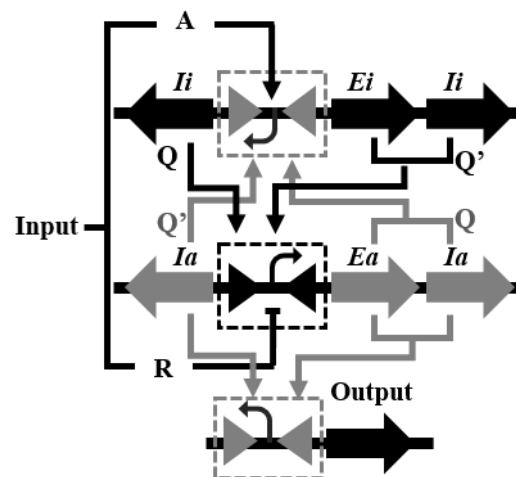 A
Ii Ei Ii
Q Q’
Input Q’ Q
Ia Ea Ia
R
Output